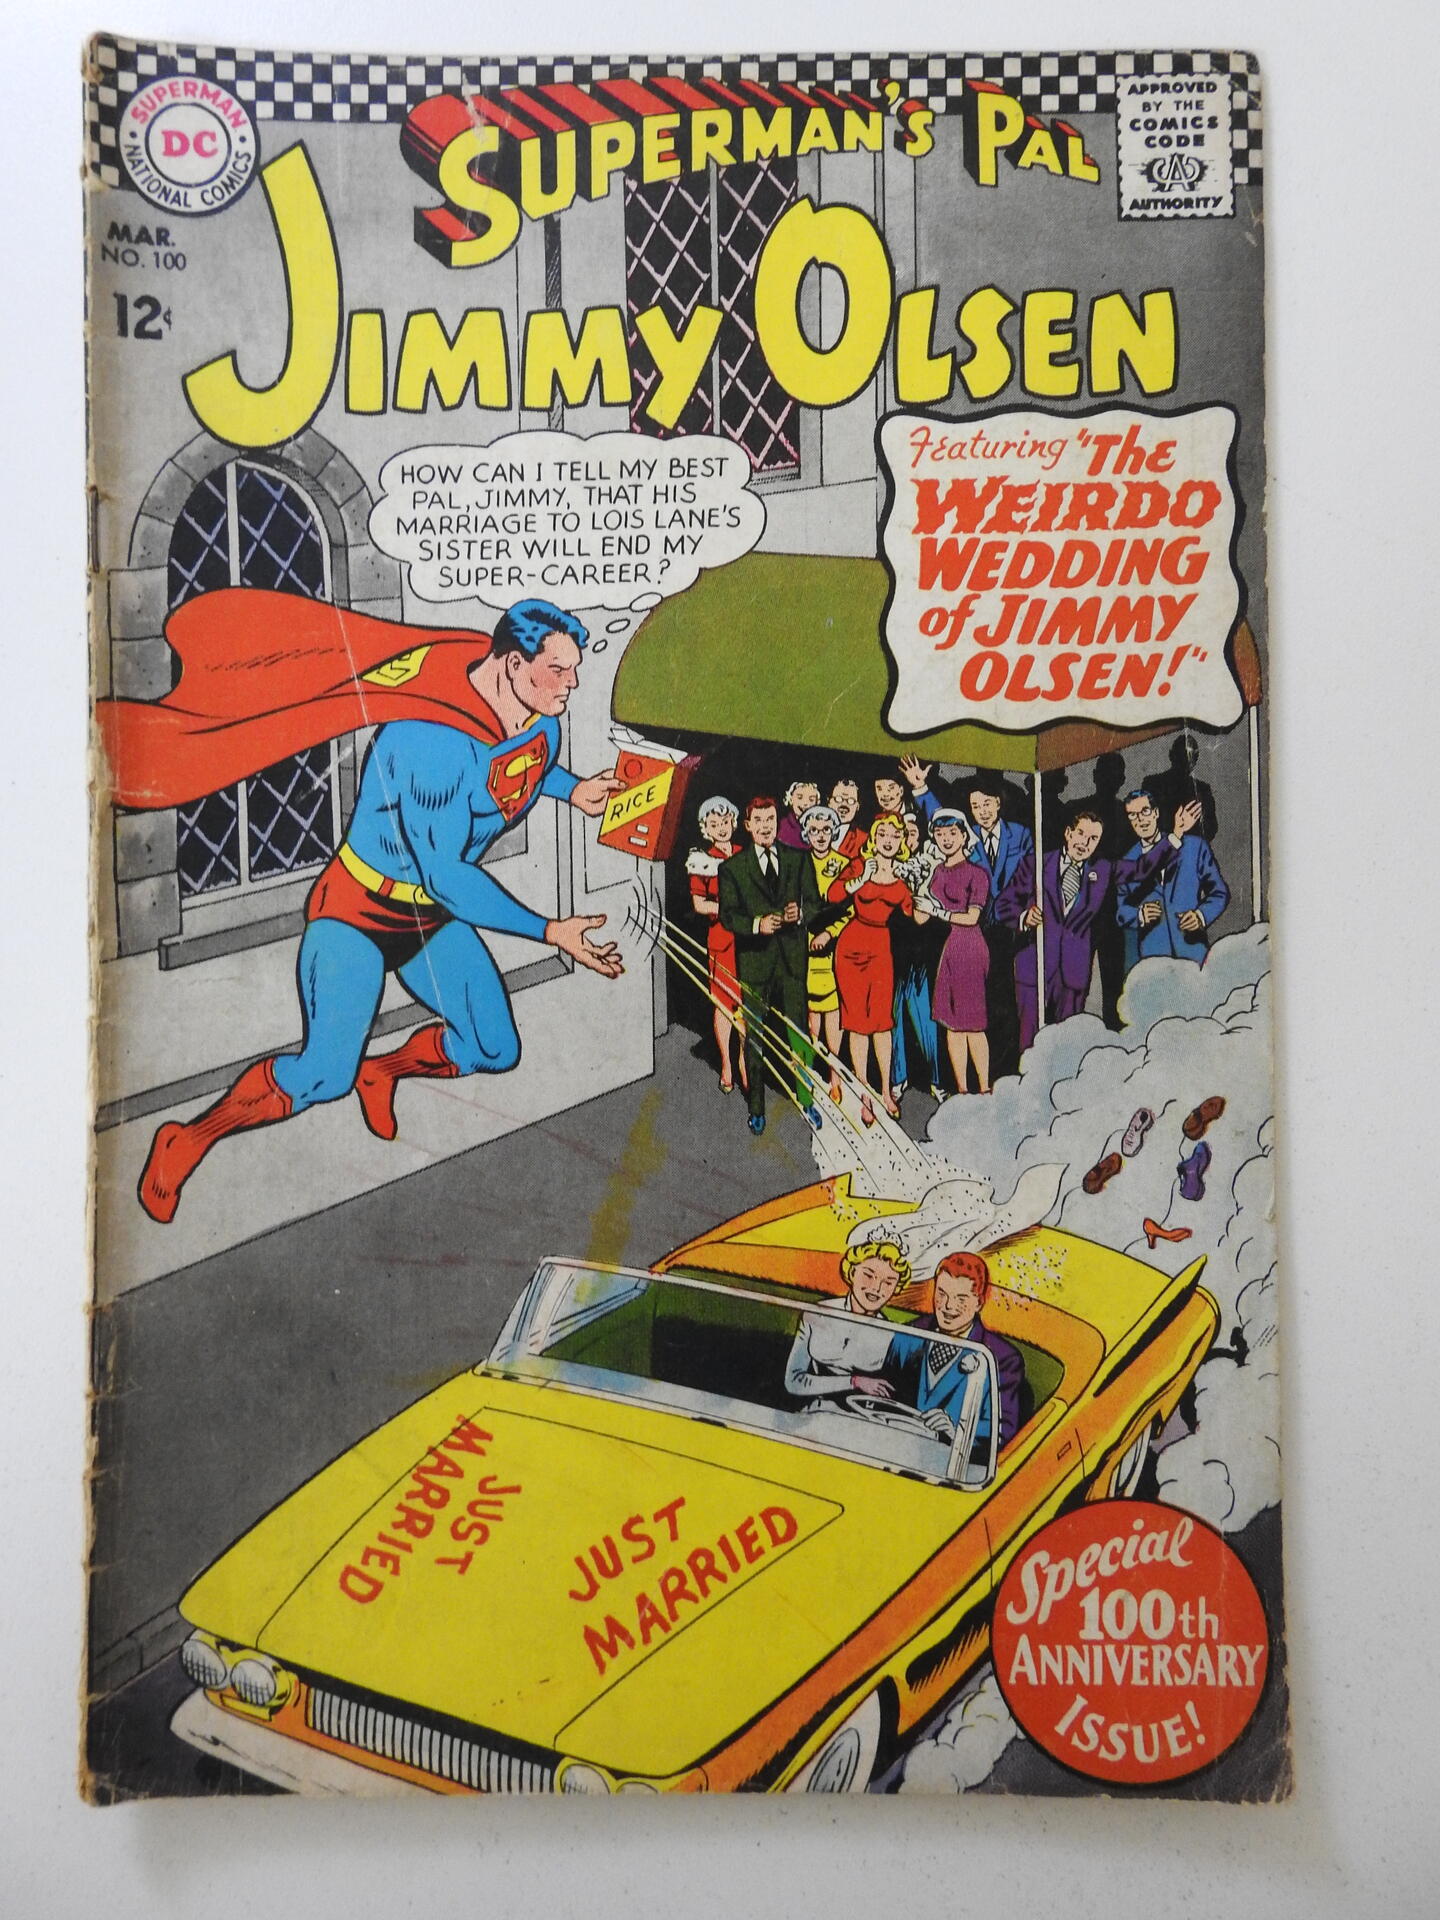 SUPERMAN
DC
NATIONAL COMICS
SUPERMAN'S PAL
JIMMY OLSEN
APPROVED
BY THE
COMICS
CODE
AUTHORITY
MAR.
NO. 100
12¢
HOW CAN I TELL MY BEST
PAL, JIMMY, THAT HIS
MARRIAGE TO LOIS LANE'S
SISTER WILL END MY
SUPER-CAREER?
Featuring "The
WEIRDO
WEDDING
of JIMMY
OLSEN!"
RICE
JUST
MARRIED
JUST
MARRIED
Special
100th
ANNIVERSARY
ISSUE!